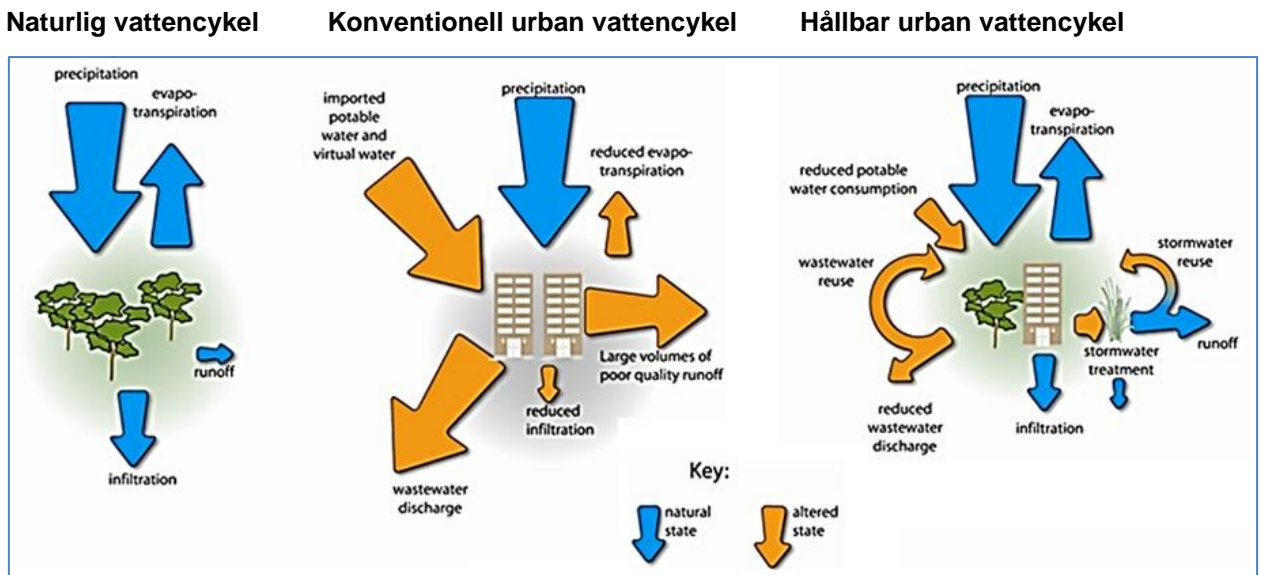 Naturlig vattencykel
Konventionell urban vattencykel
Hållbar urban vattencykel
precipitation
evapo-
transpiration
runoff
infiltration
imported
potable
water and
virtual water
precipitation
reduced evapo-
transpiration
Large volumes of
poor quality runoff
reduced
infiltration
wastewater
discharge
precipitation
evapo-
transpiration
reduced potable
water consumption
stormwater
reuse
wastewater
reuse
runoff
stormwater
treatment
reduced
wastewater
discharge
infiltration
Key:
natural
state
altered
state